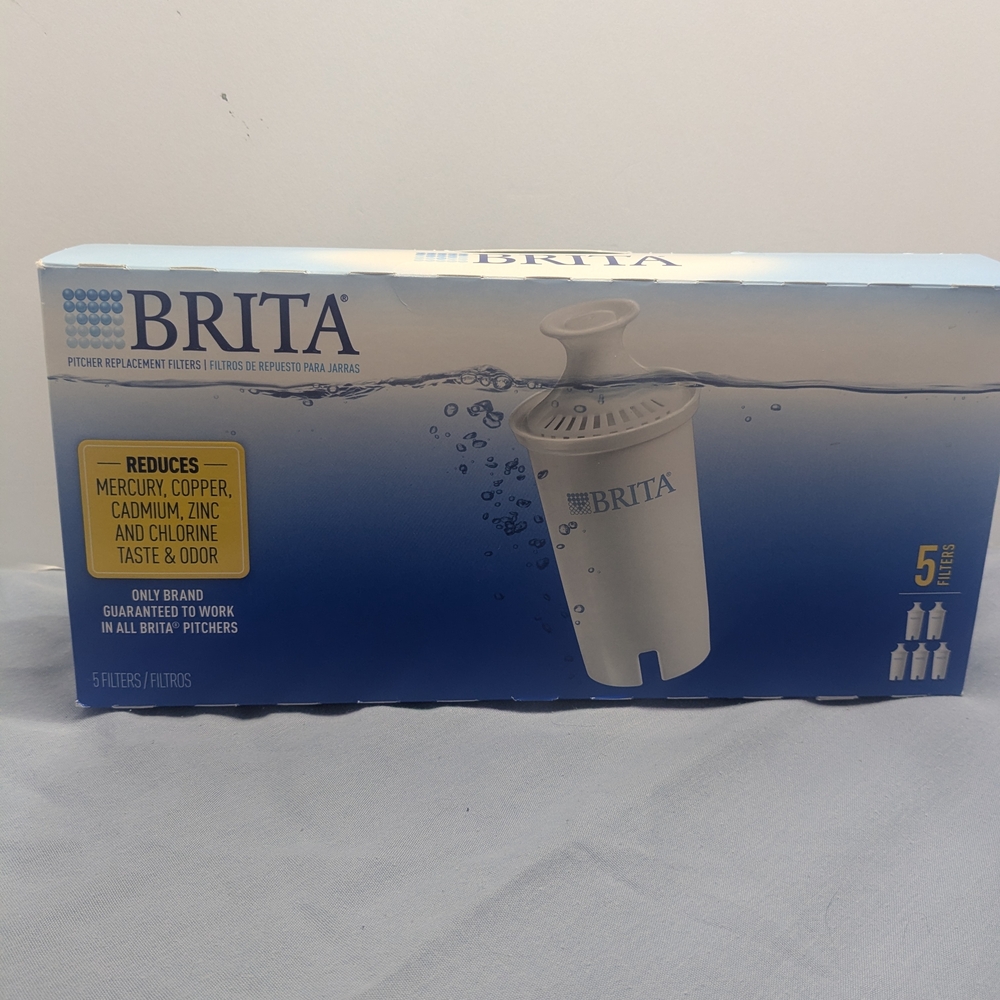 BRITA
BRITA®
PITCHER REPLACEMENT FILTERS | FILTROS DE REPUESTO PARA JARRAS
REDUCES
MERCURY, COPPER,
CADMIUM, ZINC
AND CHLORINE
TASTE & ODOR
ONLY BRAND
GUARANTEED TO WORK
IN ALL BRITA® PITCHERS
5 FILTERS / FILTROS
BRITA®
5 FILTERS